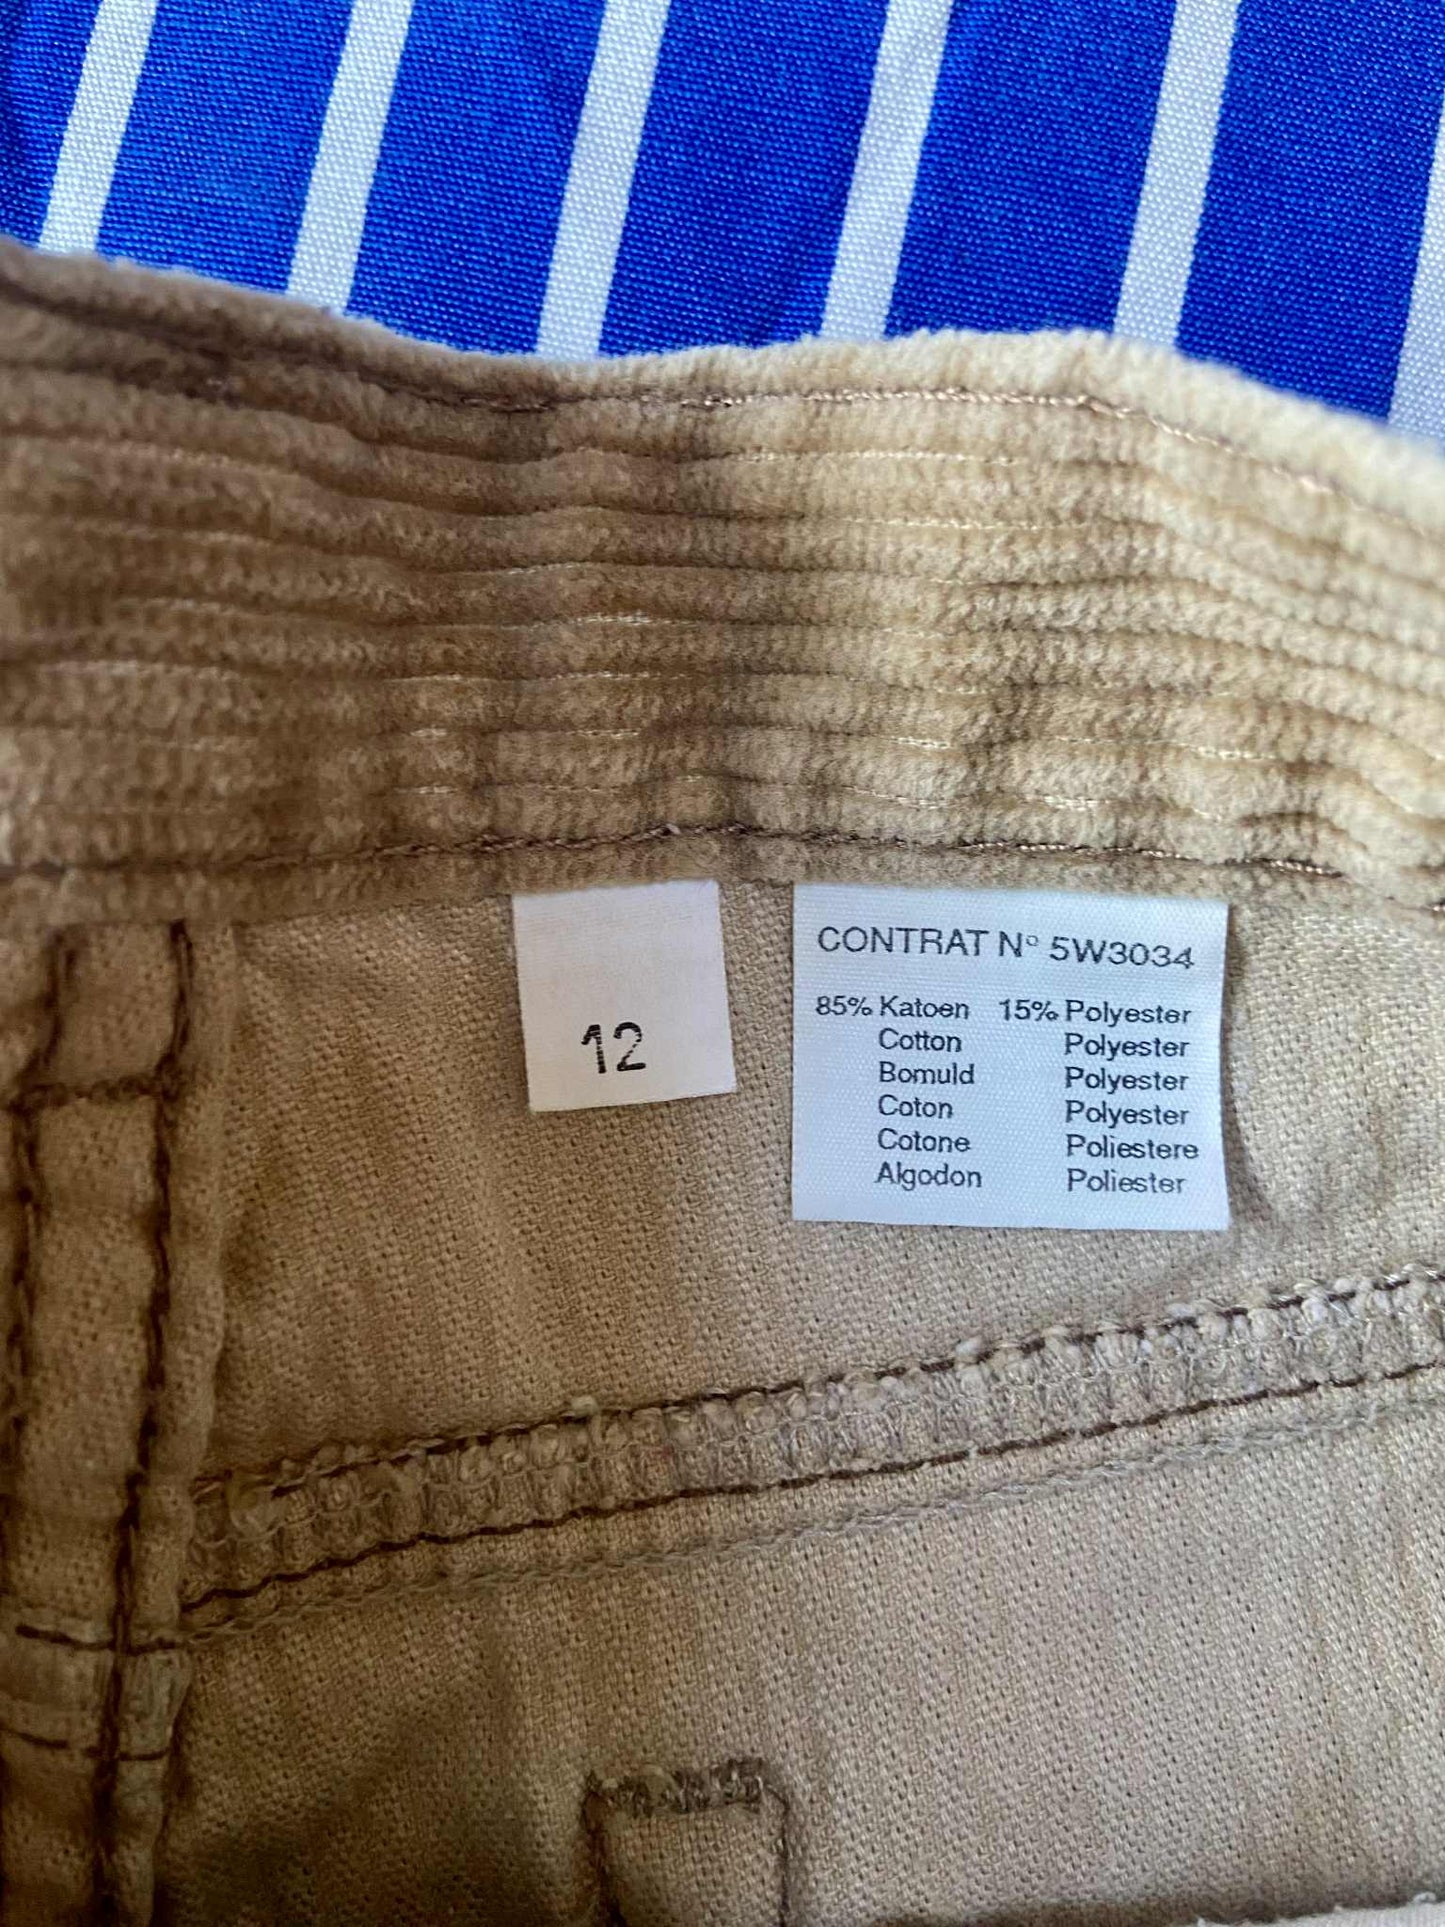 12
CONTRAT N° 5W3034
85% Katoen 15% Polyester
Cotton Polyester
Bomuld Polyester
Coton Polyester
Cotone Poliestere
Algodon Poliester